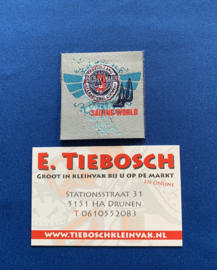 SAILING WORLD
E. TIEBOSCH
GROOT IN KLEINVAK BIJ U OP DE MARKT
EN ONLINE
STATIONSSTRAAT 31
5151 HA DRUNEN.
T 0610552083
WWW.TIEBOSCHKLEINVAK.NL